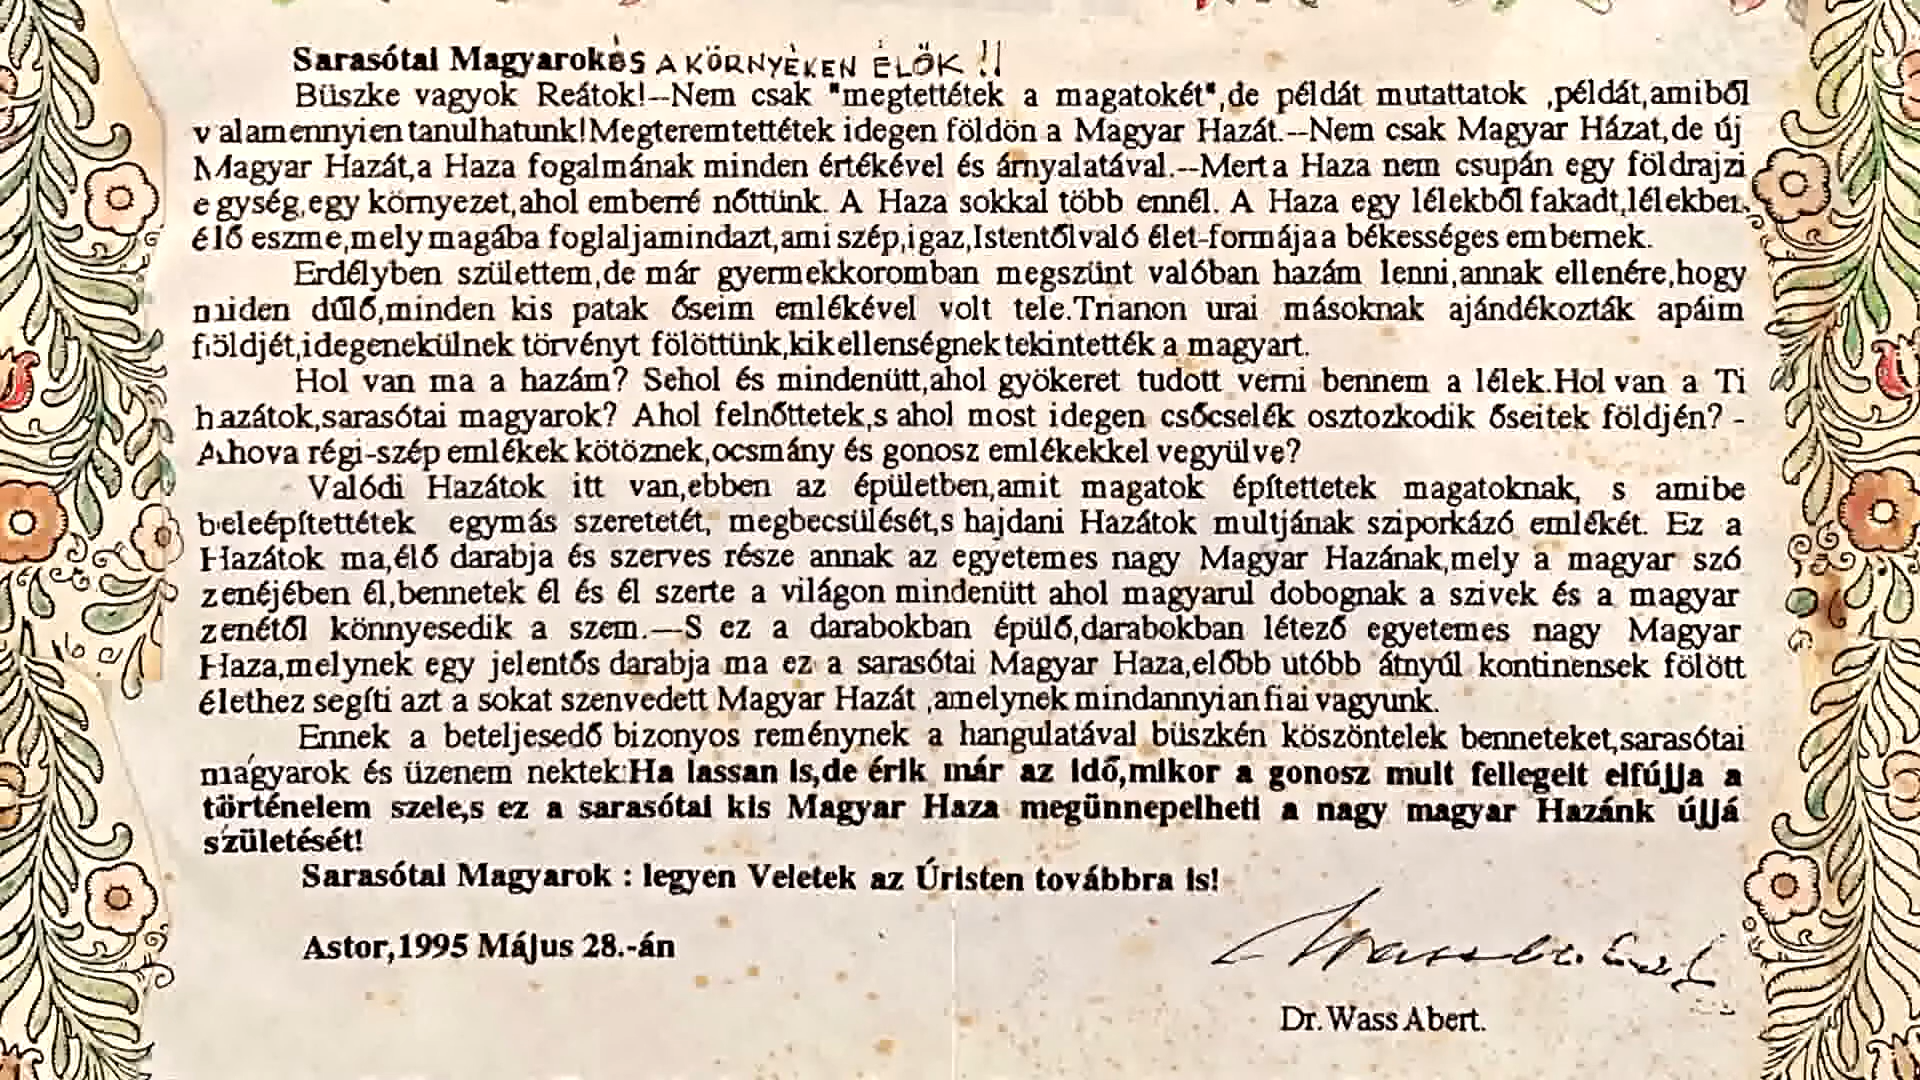 Sarasótai Magyarok és A KÖRNYÉKEN ÉLŐK !!
Büszke vagyok Reátok!--Nem csak "megtettétek a magatokét",de példát mutattatok ,példát,amiből
valamennyien tanulhatunk!Megteremtettétek idegen földön a Magyar Hazát.--Nem csak Magyar Házat,de új
Magyar Hazát,a Haza fogalmának minden értékével és árnyalatával.--Mert a Haza nem csupán egy földrajzi
egység,egy környezet,ahol emberré nőttünk. A Haza sokkal több ennél. A Haza egy lélekből fakadt,lélekben
élő eszme,mely magába foglalja mindazt,ami szép,igaz,Istentől való élet-formája a békességes embernek.
Erdélyben születtem,de már gyermekkoromban megszünt valóban hazám lenni,annak ellenére,hogy
miden dűlő,minden kis patak őseim emlékével volt tele.Trianon urai másoknak ajándékozták apáim
földjét,idegenek ülnek törvényt fölöttünk,kik ellenségnek tekintették a magyart.
Hol van ma a hazám? Sehol és mindenütt,ahol gyökeret tudott verni bennem a lélek.Hol van a Ti
hazátok,sarasótai magyarok? Ahol felnőttetek,s ahol most idegen csőcselék osztozkodik őseitek földjén? -
Ahova régi-szép emlékek kötöznek,ocsmány és gonosz emlékekkel vegyülve?
Valódi Hazátok itt van,ebben az épületben,amit magatok építettetek magatoknak, s amibe
beleépítettétek egymás szeretetét, megbecsülését,s hajdani Hazátok multjának sziporkázó emlékét. Ez a
Hazátok ma,élő darabja és szerves része annak az egyetemes nagy Magyar Hazának,mely a magyar szó
zenéjében él,bennetek él és él szerte a világon mindenütt ahol magyarul dobognak a szivek és a magyar
zenétől könnyesedik a szem.—S ez a darabokban épülő,darabokban létező egyetemes nagy Magyar
Haza,melynek egy jelentős darabja ma ez a sarasótai Magyar Haza,előbb utóbb átnyúl kontinensek fölött
élethez segíti azt a sokat szenvedett Magyar Hazát ,amelynek mindannyian fiai vagyunk.
Ennek a beteljesedő bizonyos reménynek a hangulatával büszkén köszöntelek benneteket,sarasótai
magyarok és üzenem nektek:Ha lassan is,de érik már az idő,mikor a gonosz mult fellegeit elfújja a
történelem szele,s ez a sarasótai kis Magyar Haza megünnepelheti a nagy magyar Hazánk újjá
születését!
Sarasótai Magyarok : legyen Veletek az Úristen továbbra is!
Astor,1995 Május 28.-án
Dr. Wass Abert.